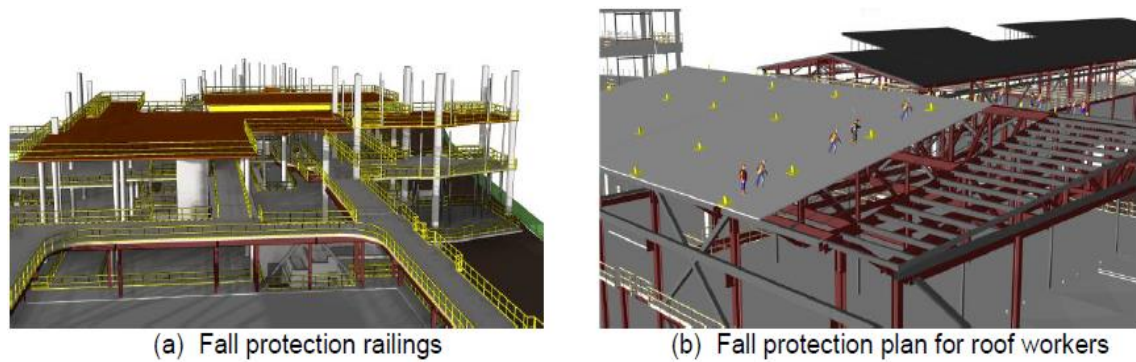 (a) Fall protection railings
(b) Fall protection plan for roof workers